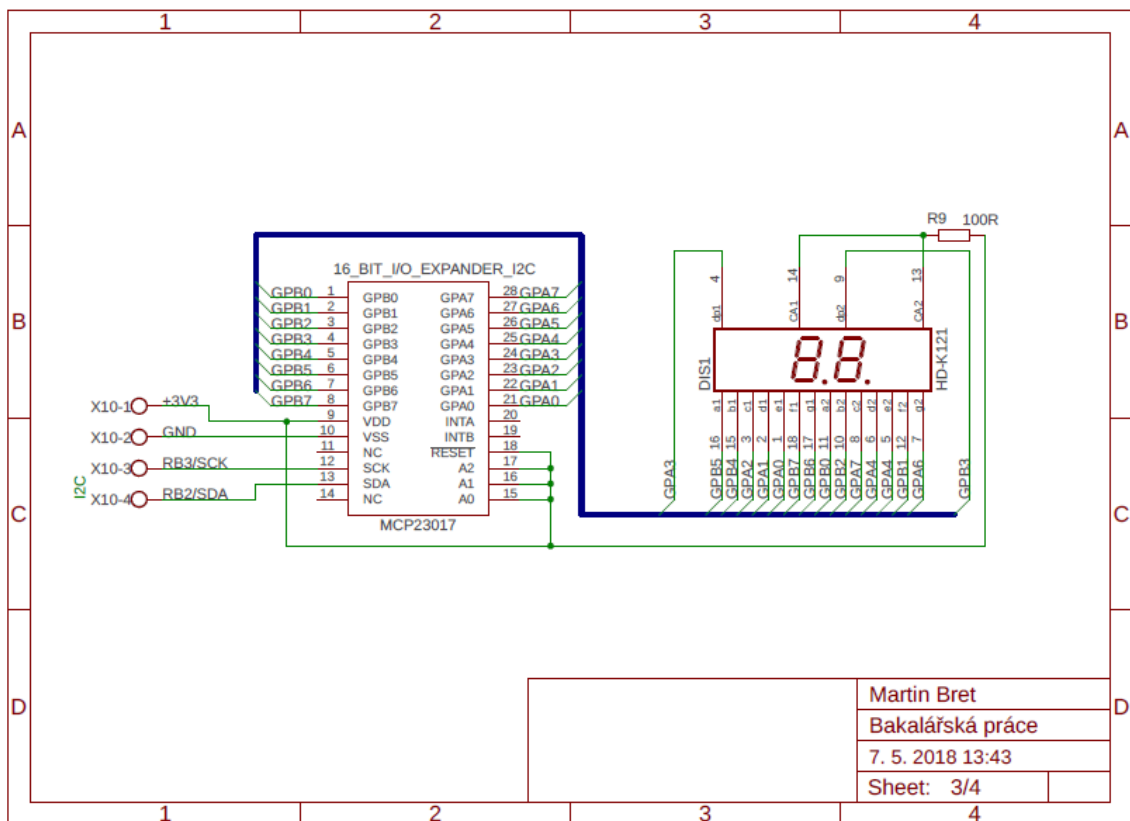 1 2 3 4
A A
B B
C C
D D
1 2 3 4
16_BIT_I/O_EXPANDER_I2C
GPB0 1 GPB0 GPA7 28 GPA7
GPB1 2 GPB1 GPA6 27 GPA6
GPB2 3 GPB2 GPA5 26 GPA5
GPB3 4 GPB3 GPA4 25 GPA4
GPB4 5 GPB4 GPA3 24 GPA3
GPB5 6 GPB5 GPA2 23 GPA2
GPB6 7 GPB6 GPA1 22 GPA1
GPB7 8 GPB7 GPA0 21 GPA0
9 VDD INTA 20
10 VSS INTB 19
11 NC RESET 18
12 SCK A2 17
13 SDA A1 16
14 NC A0 15
MCP23017
X10-1 +3V3
X10-2 GND
X10-3 RB3/SCK
X10-4 RB2/SDA
I2C
R9 100R
4 14 9 13
dp1 CA1 dp2 CA2
DIS1
8.8.
HD-K121
a1 b1 c1 d1 e1 f1 g1 a2 b2 c2 d2 e2 f2 g2
16 15 3 2 1 18 17 11 10 8 6 5 12 7
GPA3 GPB5 GPB4 GPA2 GPA1 GPA0 GPB7 GPB6 GPB0 GPB2 GPA7 GPA4 GPA4 GPB1 GPA6 GPB3
Martin Bret
Bakalářská práce
7. 5. 2018 13:43
Sheet: 3/4